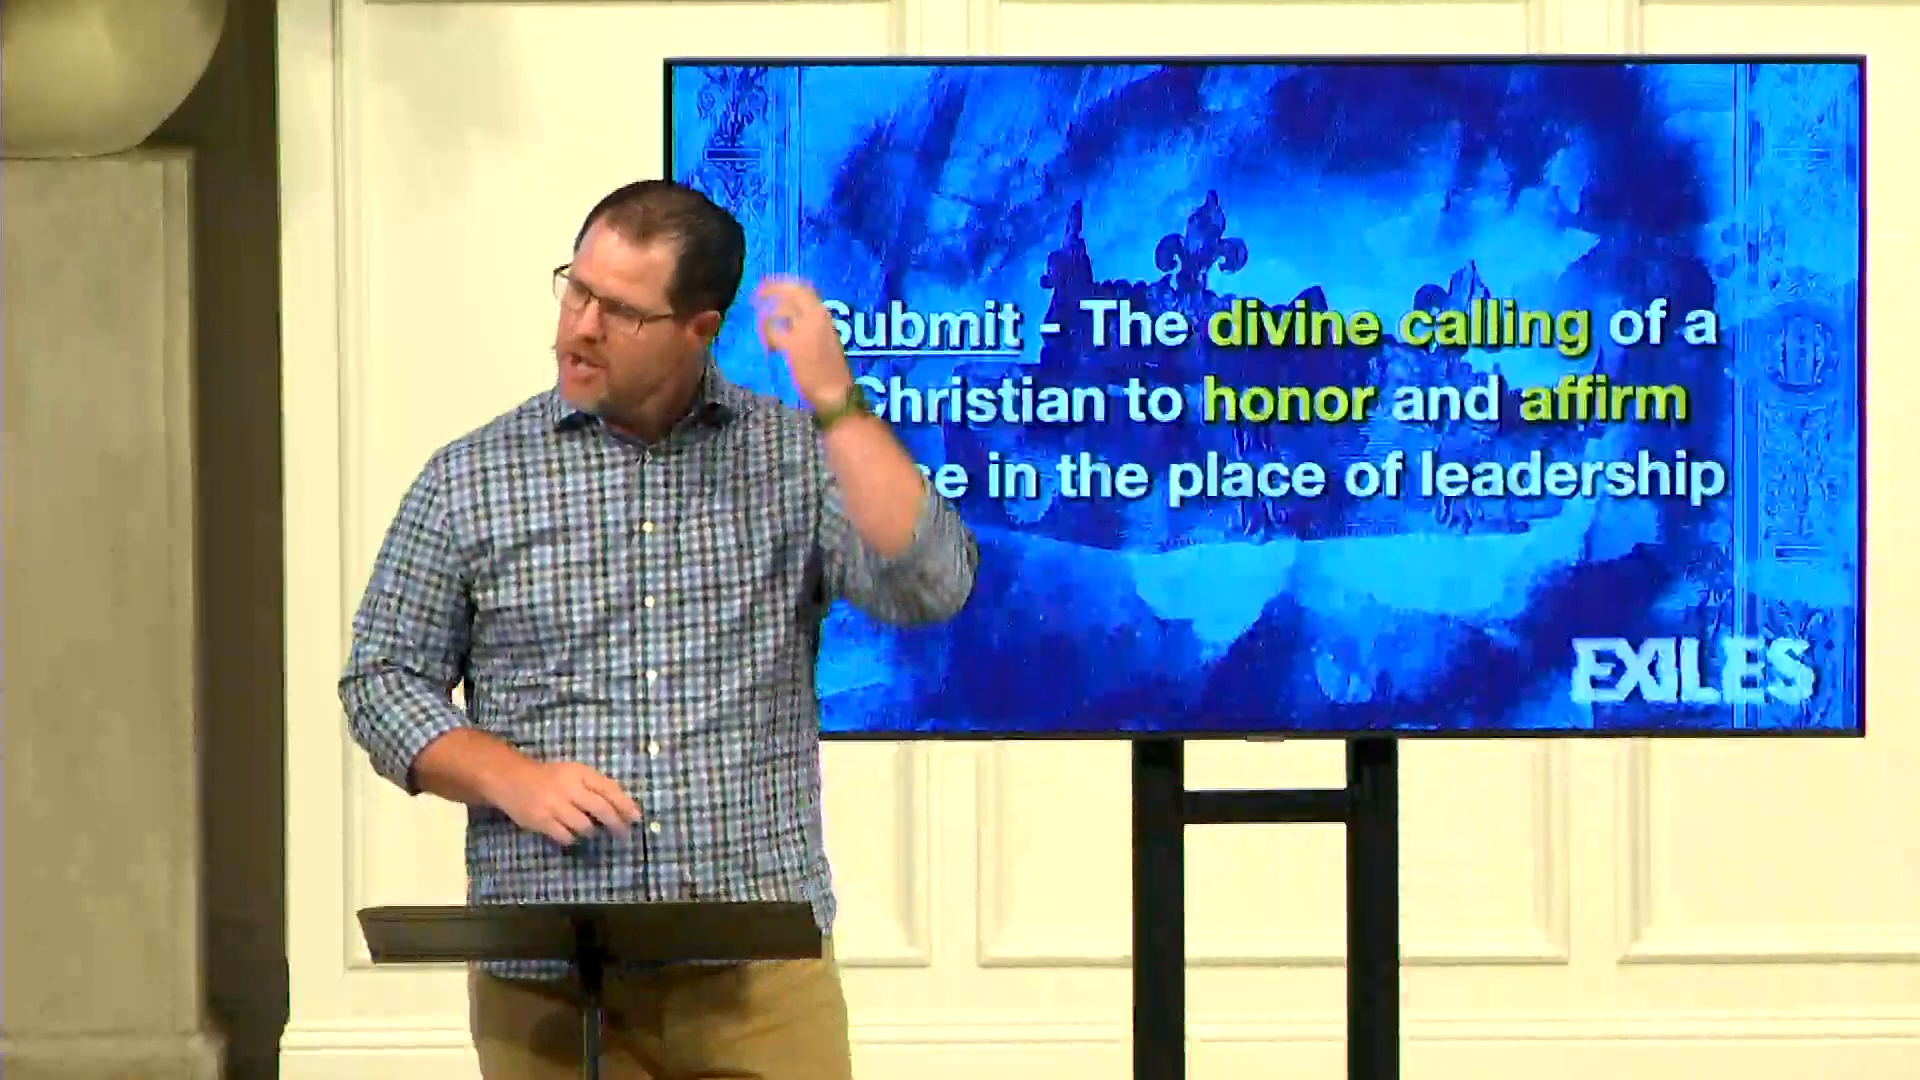 Submit - The divine calling of a
Christian to honor and affirm
in the place of leadership
EXILES